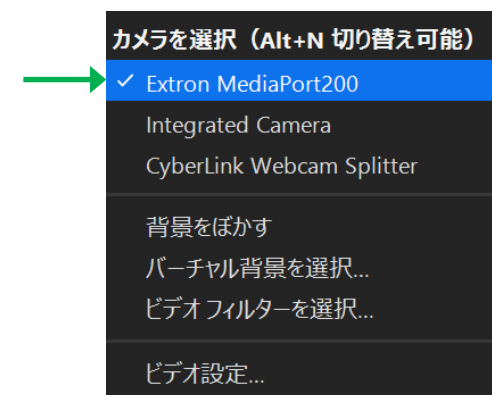 カメラを選択（Alt+N 切り替え可能）
Extron MediaPort200
Integrated Camera
CyberLink Webcam Splitter
背景をぼかす
バーチャル背景を選択...
ビデオ フィルターを選択...
ビデオ設定...